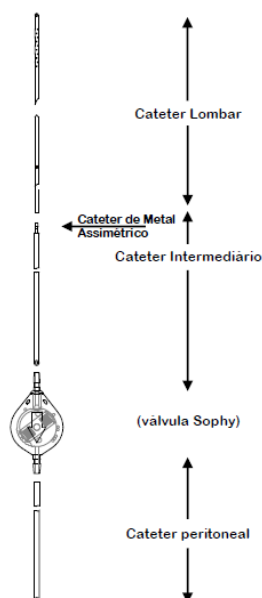 Cateter Lombar
Cateter de Metal
Assimétrico
Cateter Intermediário
(válvula Sophy)
Cateter peritoneal